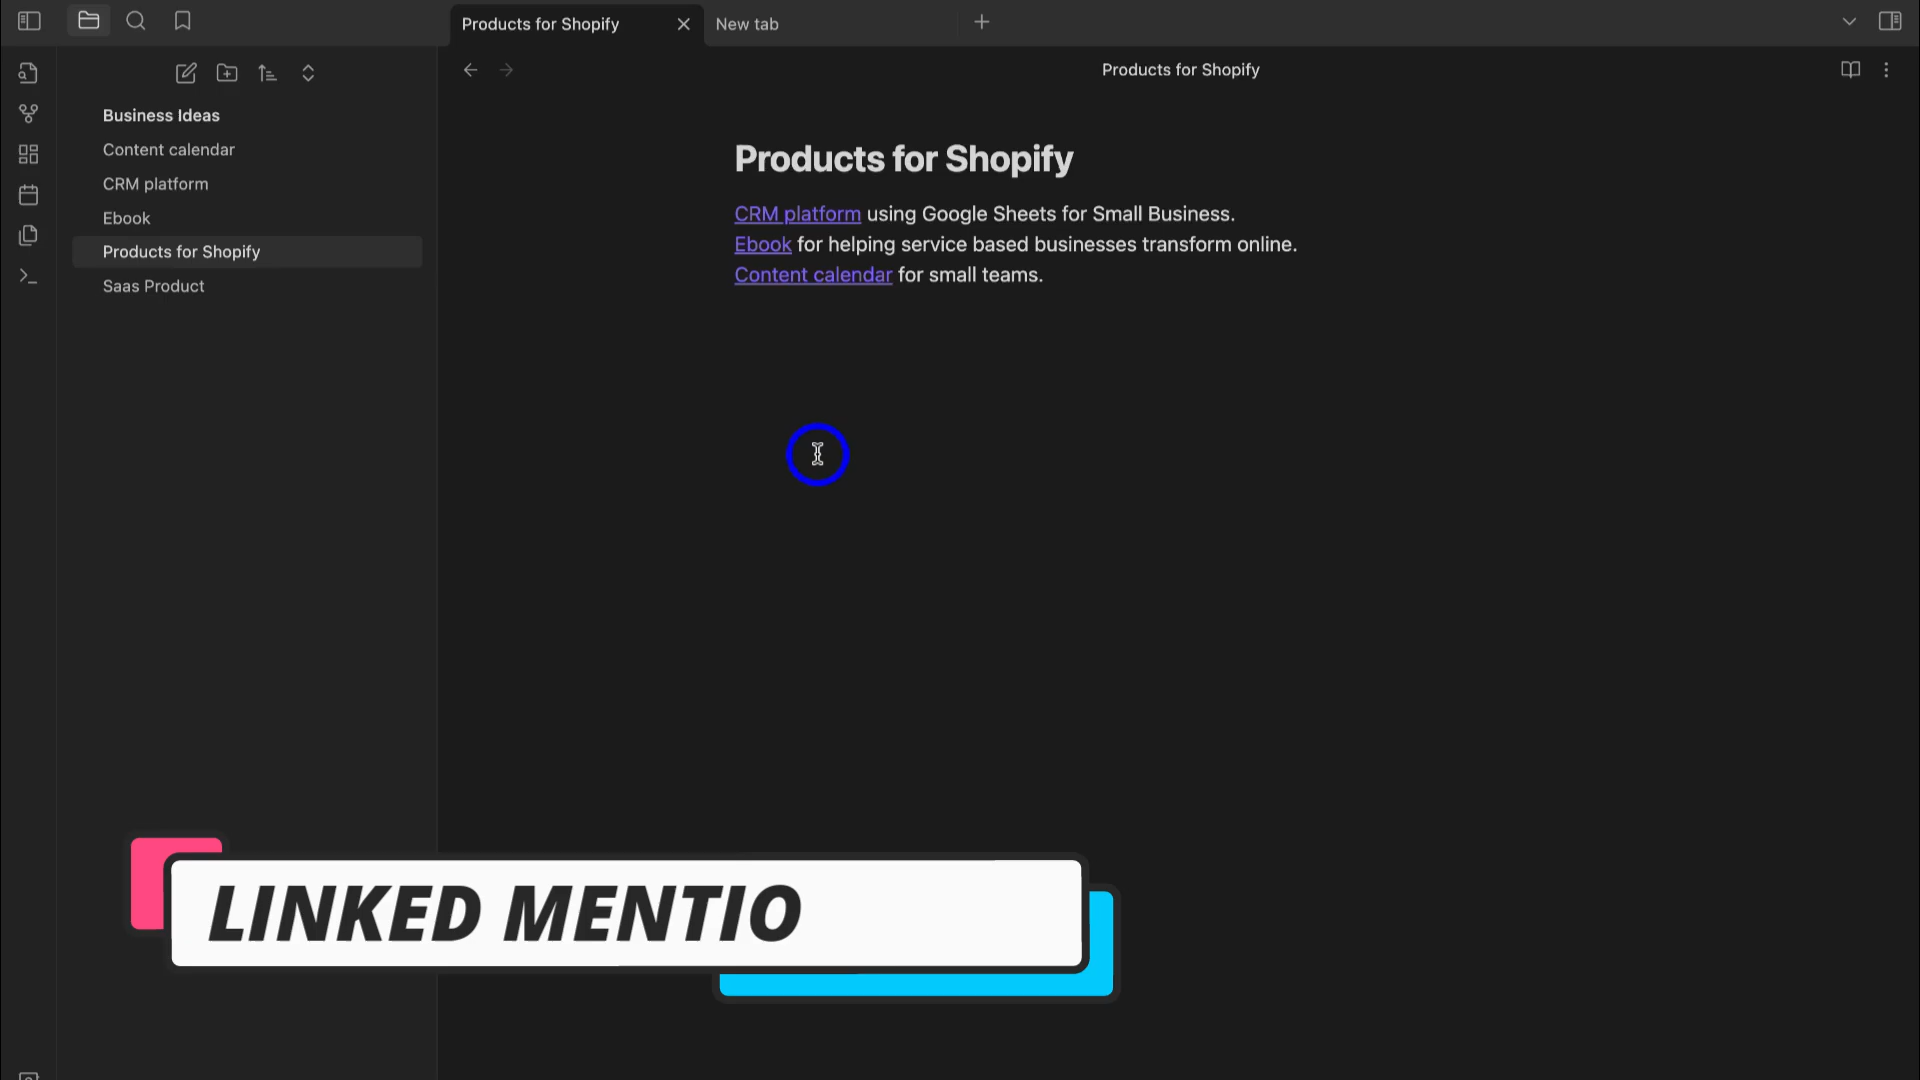 Products for Shopify
New tab
Products for Shopify
Business Ideas
Content calendar
CRM platform
Ebook
Products for Shopify
Saas Product
Products for Shopify
CRM platform using Google Sheets for Small Business.
Ebook for helping service based businesses transform online.
Content calendar for small teams.
LINKED MENTIO